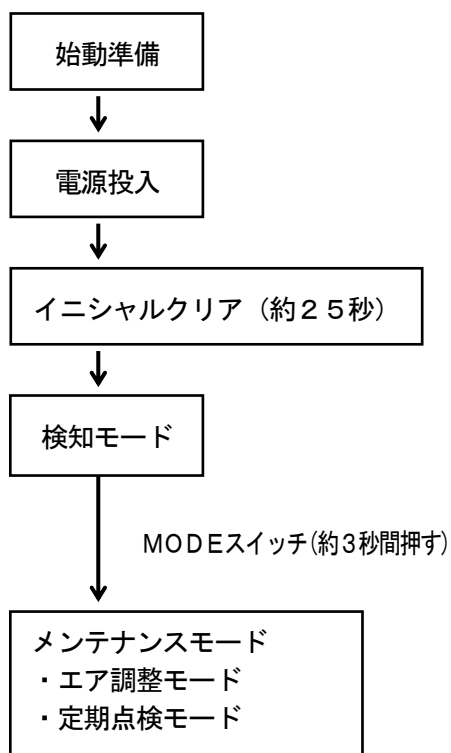 始動準備
電源投入
イニシャルクリア（約２５秒）
検知モード
ＭＯＤＥスイッチ(約３秒間押す)
メンテナンスモード
・エア調整モード
・定期点検モード